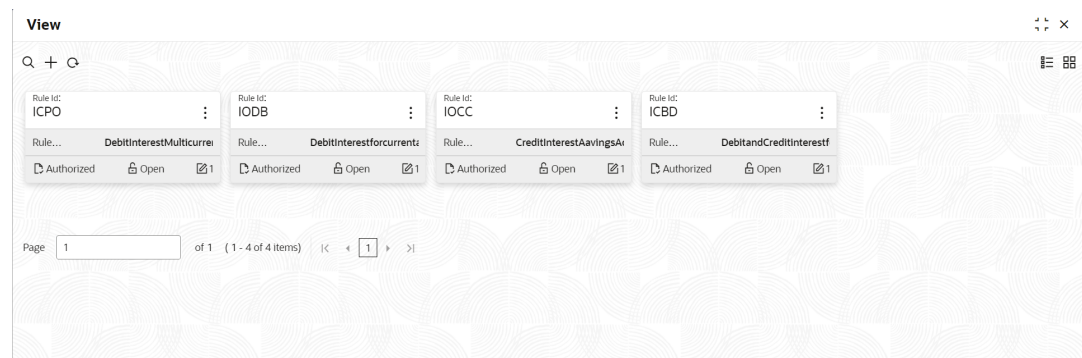 View
Rule Id: Rule Id: Rule Id: Rule Id:
ICPO IODB IOCC ICBD
Rule... DebitInterestMulticurre Rule... DebitInterestforcurrenta Rule... CreditInterestAavingsA Rule... DebitandCreditInterestf
Authorized Open 1 Authorized Open 1 Authorized Open 1 Authorized Open 1
Page 1 of 1 ( 1 - 4 of 4 items) 1